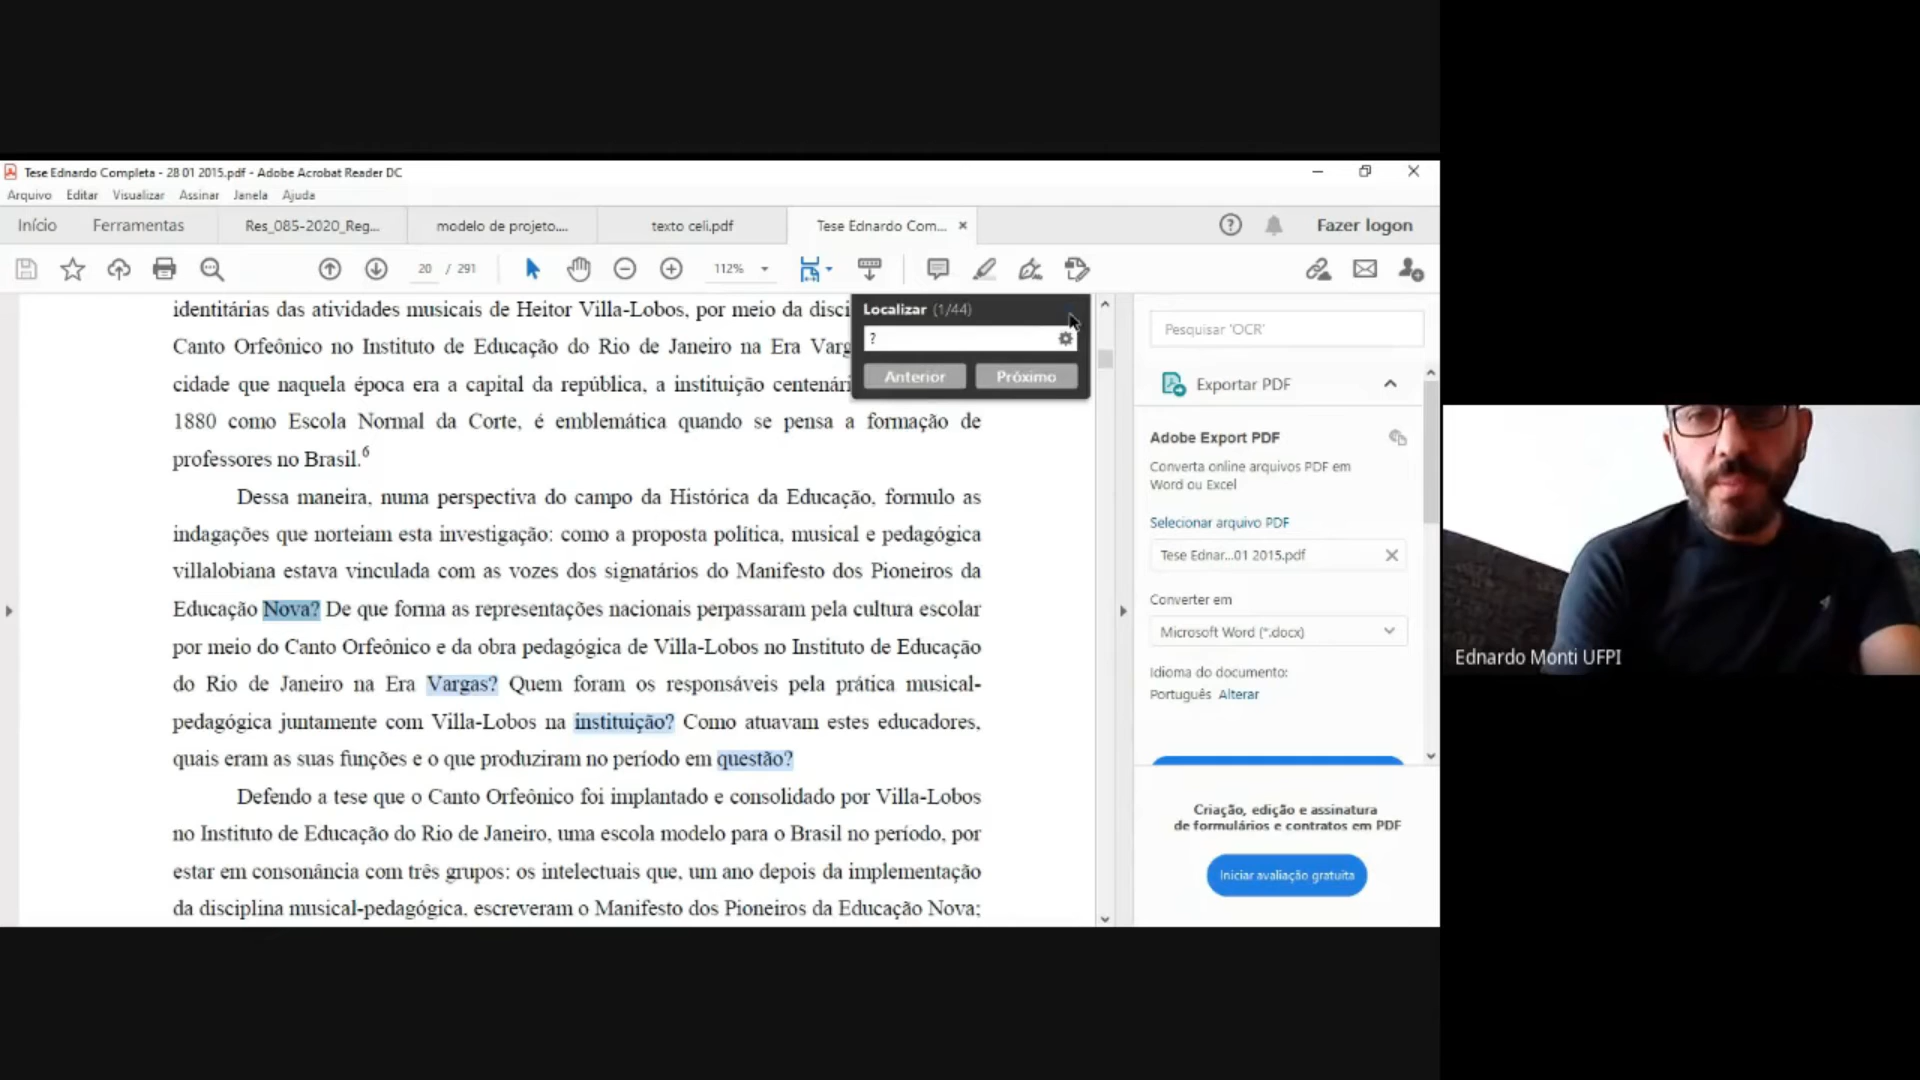 Tese Ednardo Completa - 28 01 2015.pdf - Adobe Acrobat Reader DC
Arquivo Editar Visualizar Assinar Janela Ajuda
Início Ferramentas Res_085-2020_Reg... modelo de projeto.... texto celi.pdf Tese Ednardo Com... × Fazer logon
20 / 291 112%
Localizar (1/44)
?
Anterior Próximo
identitárias das atividades musicais de Heitor Villa-Lobos, por meio da disci
Canto Orfeônico no Instituto de Educação do Rio de Janeiro na Era Varg
cidade que naquela época era a capital da república, a instituição centenári
1880 como Escola Normal da Corte, é emblemática quando se pensa a formação de
professores no Brasil.6
Dessa maneira, numa perspectiva do campo da Histórica da Educação, formulo as
indagações que norteiam esta investigação: como a proposta política, musical e pedagógica
villalobiana estava vinculada com as vozes dos signatários do Manifesto dos Pioneiros da
Educação Nova? De que forma as representações nacionais perpassaram pela cultura escolar
por meio do Canto Orfeônico e da obra pedagógica de Villa-Lobos no Instituto de Educação
do Rio de Janeiro na Era Vargas? Quem foram os responsáveis pela prática musical-
pedagógica juntamente com Villa-Lobos na instituição? Como atuavam estes educadores,
quais eram as suas funções e o que produziram no período em questão?
Defendo a tese que o Canto Orfeônico foi implantado e consolidado por Villa-Lobos
no Instituto de Educação do Rio de Janeiro, uma escola modelo para o Brasil no período, por
estar em consonância com três grupos: os intelectuais que, um ano depois da implementação
da disciplina musical-pedagógica, escreveram o Manifesto dos Pioneiros da Educação Nova;
Pesquisar 'OCR'
Exportar PDF
Adobe Export PDF
Converta online arquivos PDF em
Word ou Excel
Selecionar arquivo PDF
Tese Ednar...01 2015.pdf
Converter em
Microsoft Word (*.docx)
Idioma do documento:
Português Alterar
Criação, edição e assinatura
de formulários e contratos em PDF
Iniciar avaliação gratuita
Ednardo Monti UFPI